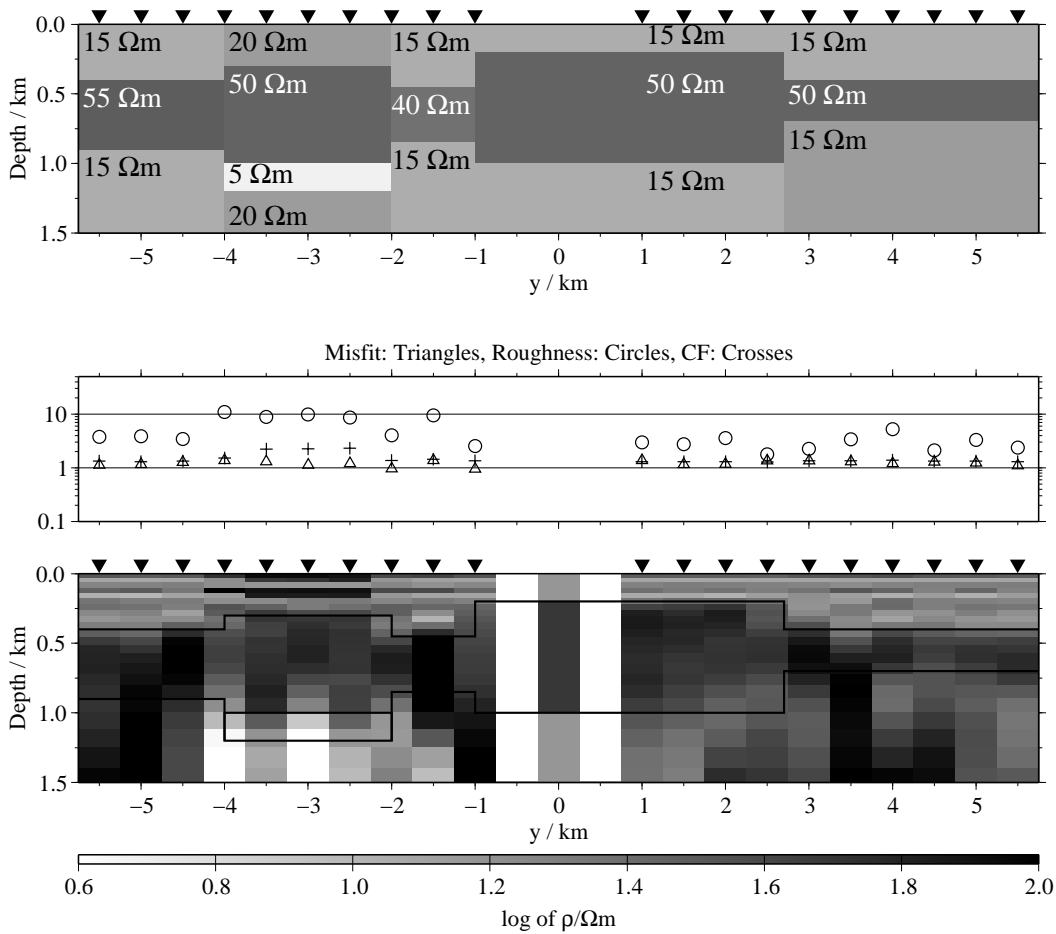 0.0
0.5
1.0
1.5
Depth / km
15 Ωm
20 Ωm
15 Ωm
15 Ωm
15 Ωm
55 Ωm
50 Ωm
40 Ωm
50 Ωm
50 Ωm
15 Ωm
5 Ωm
15 Ωm
15 Ωm
15 Ωm
20 Ωm
−5 −4 −3 −2 −1 0 1 2 3 4 5
y / km
Misfit: Triangles, Roughness: Circles, CF: Crosses
10
1
0.1
0.0
0.5
1.0
1.5
Depth / km
−5 −4 −3 −2 −1 0 1 2 3 4 5
y / km
0.6 0.8 1.0 1.2 1.4 1.6 1.8 2.0
log of ρ/Ωm